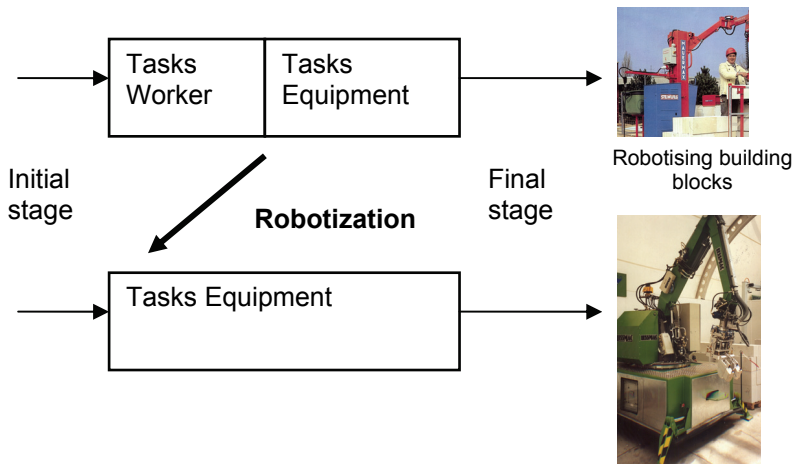 Tasks
Worker
Tasks
Equipment
Robotising building
blocks
Initial
stage
Final
stage
Robotization
Tasks Equipment